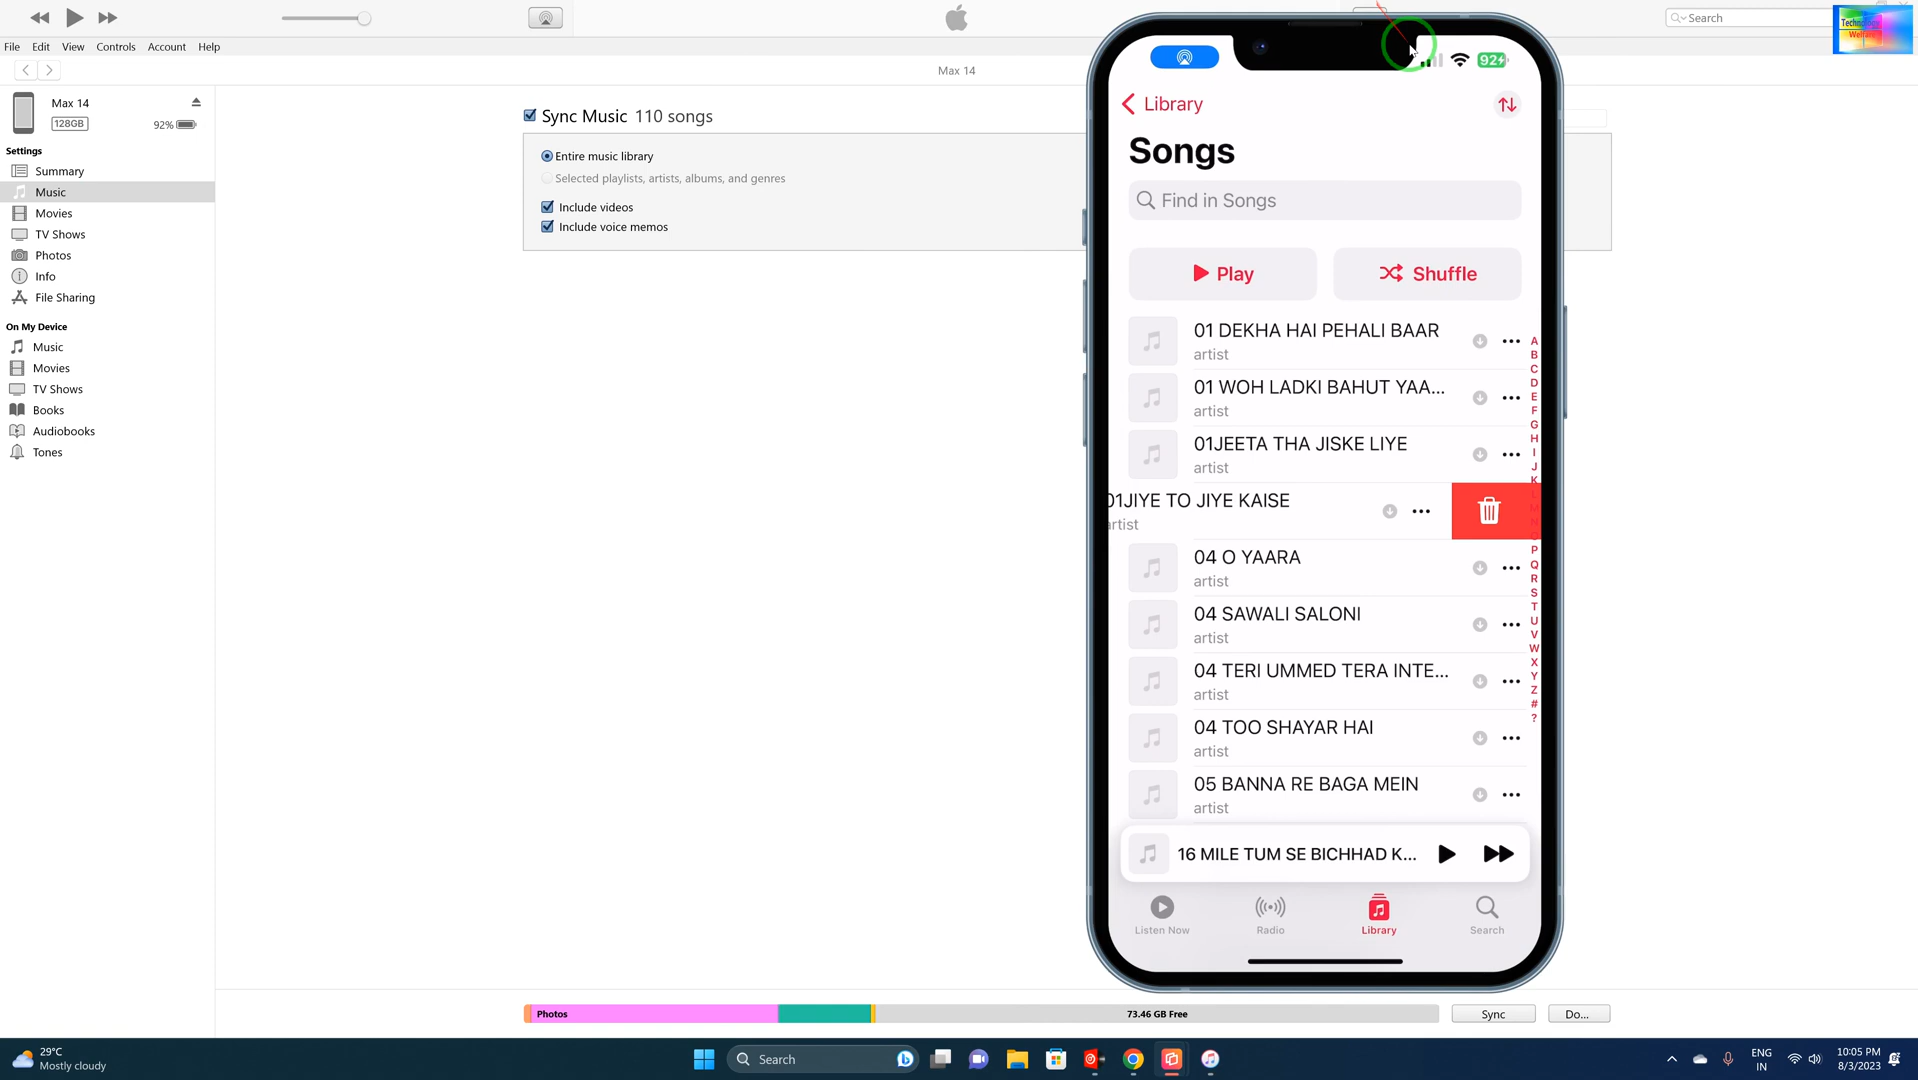 Search
Technology
Welfare
File Edit View Controls Account Help
Max 14
Max 14
128GB
92%
Settings
Summary
Music
Movies
TV Shows
Photos
Info
File Sharing
On My Device
Music
Movies
TV Shows
Books
Audiobooks
Tones
Sync Music 110 songs
Entire music library
Selected playlists, artists, albums, and genres
Include videos
Include voice memos
92
Library
Songs
Find in Songs
Play
Shuffle
01 DEKHA HAI PEHALI BAAR
artist
01 WOH LADKI BAHUT YAA...
artist
01JEETA THA JISKE LIYE
artist
01JIYE TO JIYE KAISE
artist
04 O YAARA
artist
04 SAWALI SALONI
artist
04 TERI UMMED TERA INTE...
artist
04 TOO SHAYAR HAI
artist
05 BANNA RE BAGA MEIN
artist
A
B
C
D
E
F
G
H
I
J
K
P
Q
R
S
T
U
V
W
X
Y
Z
#
?
16 MILE TUM SE BICHHAD K...
Listen Now
Radio
Library
Search
Photos
73.46 GB Free
Sync
Do...
29°C
Mostly cloudy
Search
ENG
IN
10:05 PM
8/3/2023